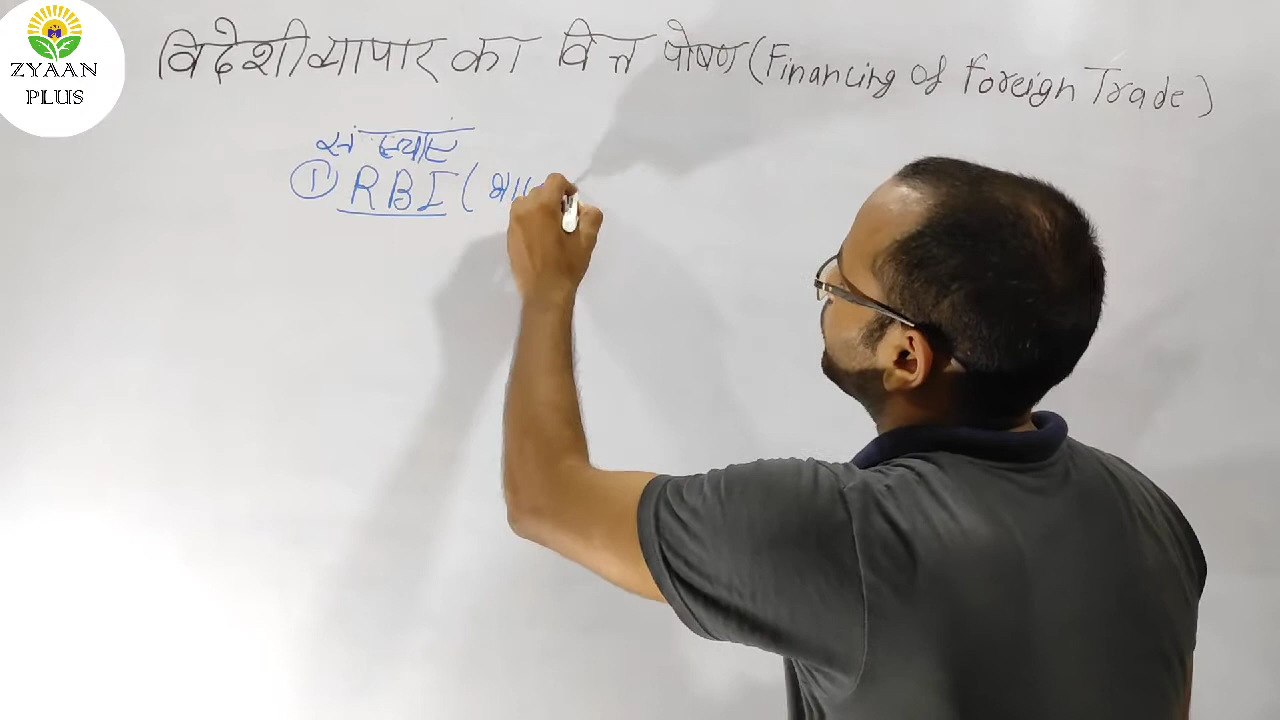 ZYAAN
PLUS
विदेशी व्यापार का वित्त पोषण (Financing of Foreign Trade)
संस्थाएं
① RBI (